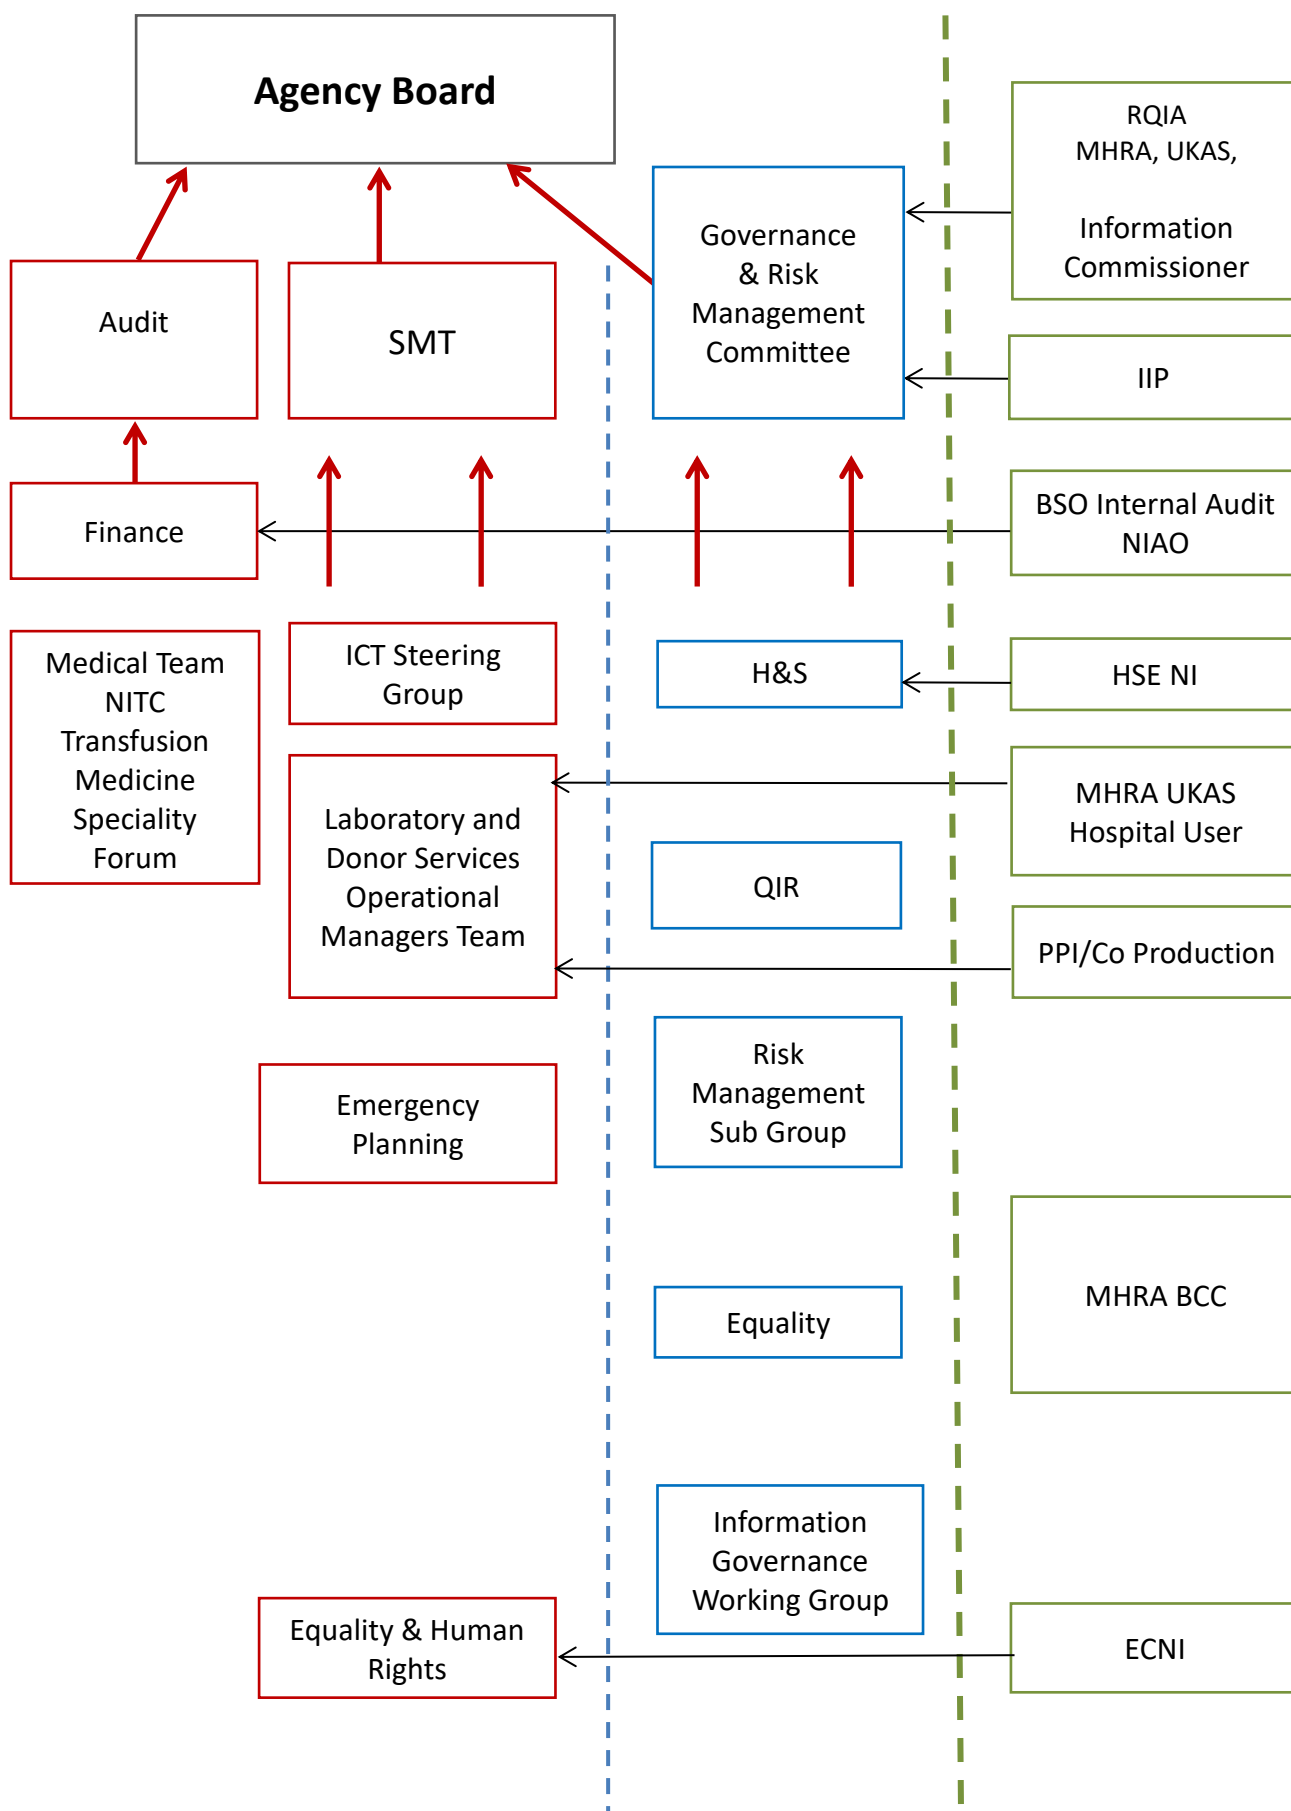 Agency Board
RQIA
MHRA, UKAS,
Information
Commissioner
Governance
& Risk
Management
Committee
Audit
SMT
IIP
Finance
BSO Internal Audit
NIAO
Medical Team
NITC
Transfusion
Medicine
Speciality
Forum
ICT Steering
Group
H&S
HSE NI
Laboratory and
Donor Services
Operational
Managers Team
MHRA UKAS
Hospital User
QIR
PPI/Co Production
Emergency
Planning
Risk
Management
Sub Group
MHRA BCC
Equality
Information
Governance
Working Group
Equality & Human
Rights
ECNI